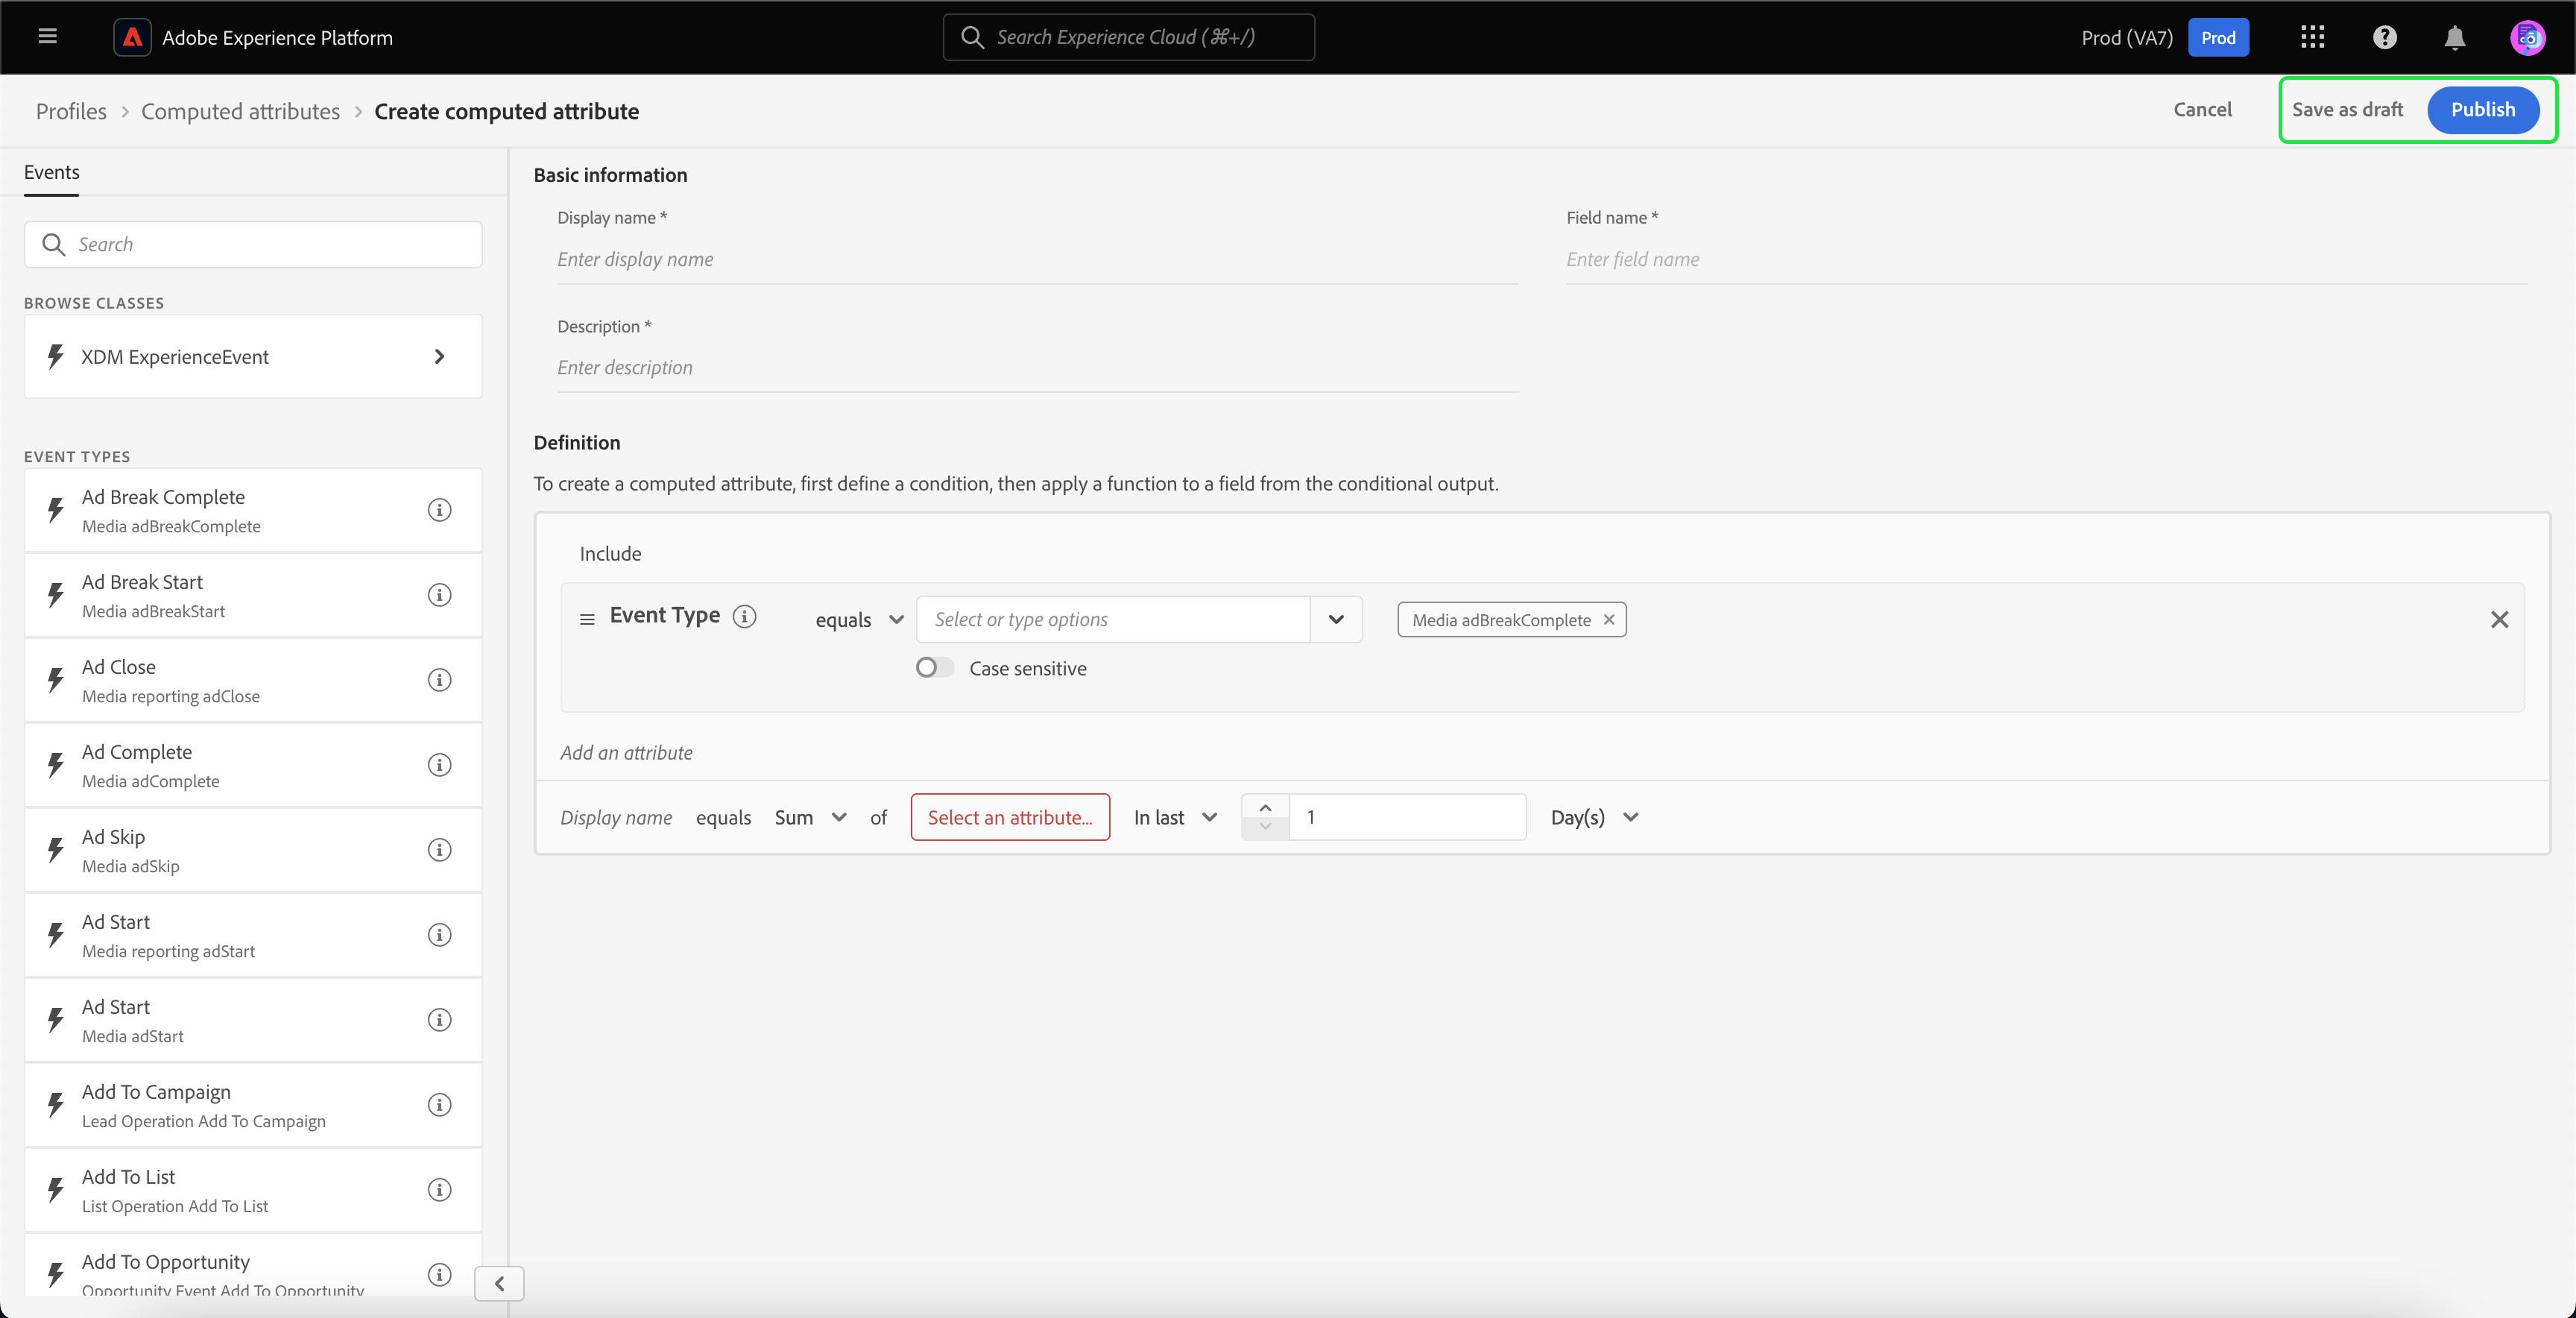 Adobe Experience Platform
Search Experience Cloud (⌘+/)
Prod (VA7)
Prod
Profiles > Computed attributes > Create computed attribute
Cancel
Save as draft
Publish
Events
Search
BROWSE CLASSES
XDM ExperienceEvent
EVENT TYPES
Ad Break Complete
Media adBreakComplete
Ad Break Start
Media adBreakStart
Ad Close
Media reporting adClose
Ad Complete
Media adComplete
Ad Skip
Media adSkip
Ad Start
Media reporting adStart
Ad Start
Media adStart
Add To Campaign
Lead Operation Add To Campaign
Add To List
List Operation Add To List
Add To Opportunity
Opportunity Event Add To Opportunity
Basic information
Display name *
Enter display name
Field name *
Enter field name
Description *
Enter description
Definition
To create a computed attribute, first define a condition, then apply a function to a field from the conditional output.
Include
Event Type equals Select or type options Media adBreakComplete
Case sensitive
Add an attribute
Display name equals Sum of Select an attribute... In last 1 Day(s)